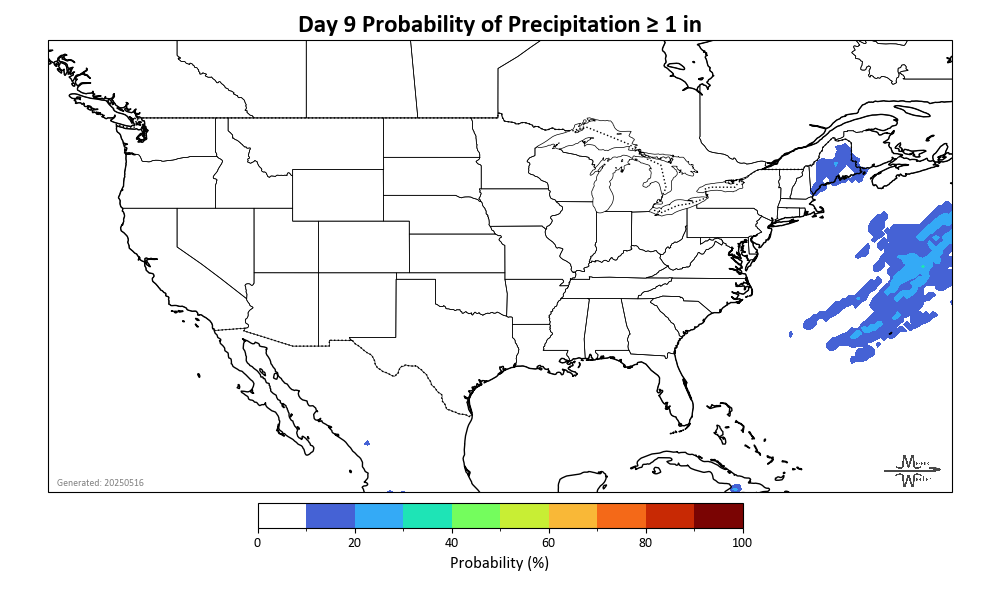 Day 9 Probability of Precipitation ≥ 1 in
Generated: 20250516
0 20 40 60 80 100
Probability (%)